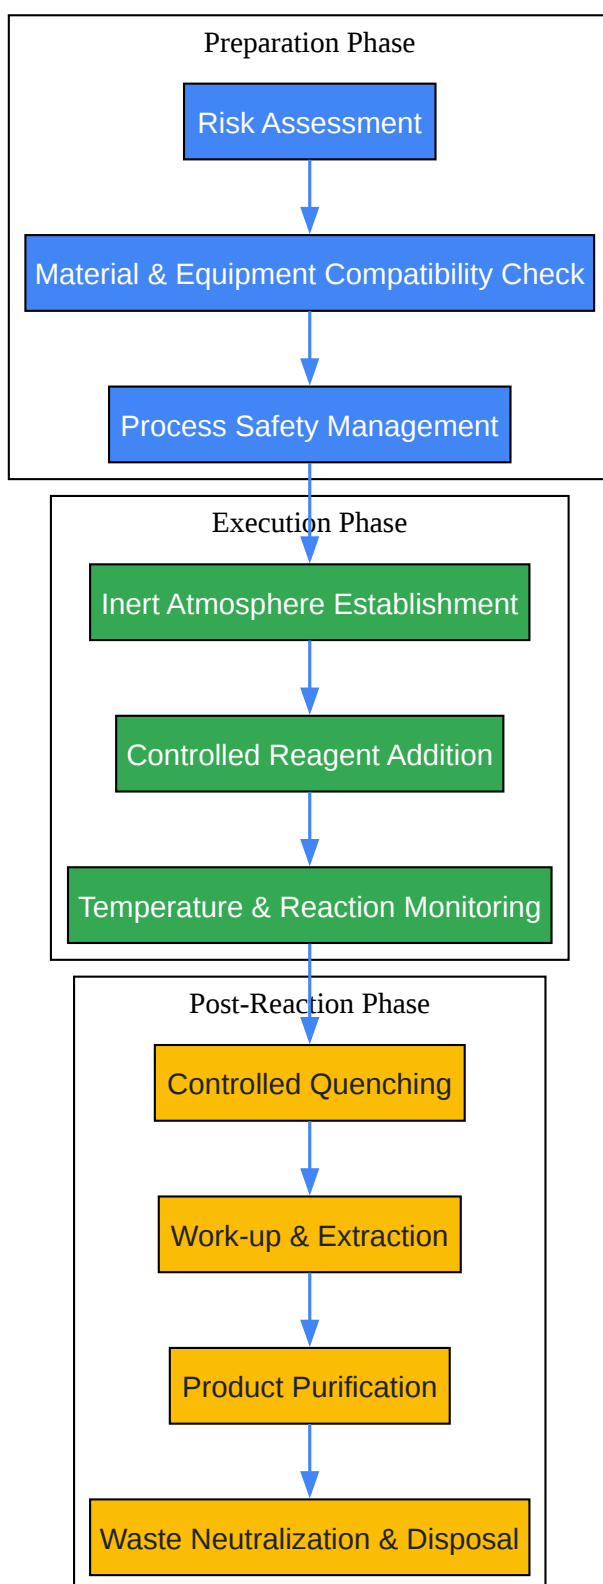 Preparation Phase
Risk Assessment
Material & Equipment Compatibility Check
Process Safety Management
Execution Phase
Inert Atmosphere Establishment
Controlled Reagent Addition
Temperature & Reaction Monitoring
Post-Reaction Phase
Controlled Quenching
Work-up & Extraction
Product Purification
Waste Neutralization & Disposal